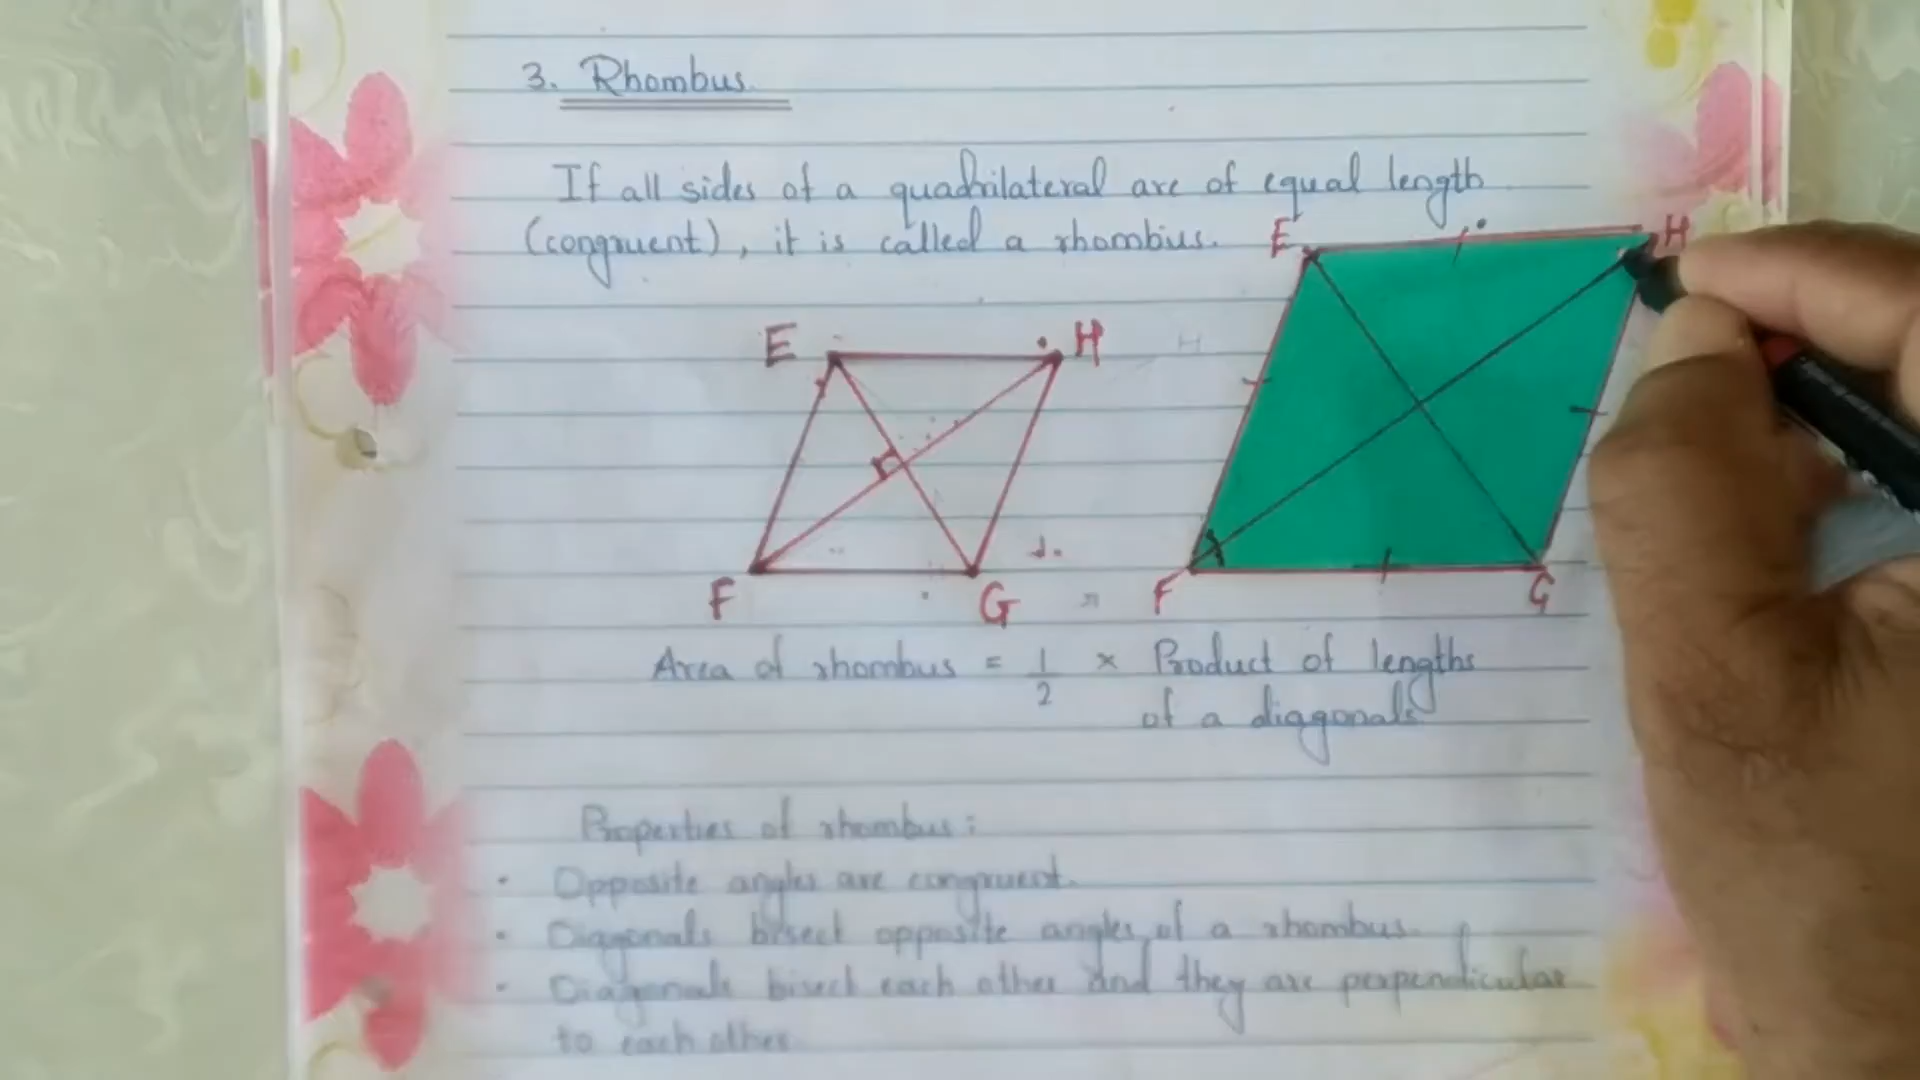 3. Rhombus.
If all sides of a quadrilateral are of equal length
(congruent), it is called a rhombus.
E H
E H
F G
F G
Area of rhombus = 1/2 × Product of lengths
of a diagonals
Properties of rhombus:
• Opposite angles are congruent.
• Diagonals bisect opposite angles of a rhombus.
• Diagonals bisect each other and they are perpendicular
to each other